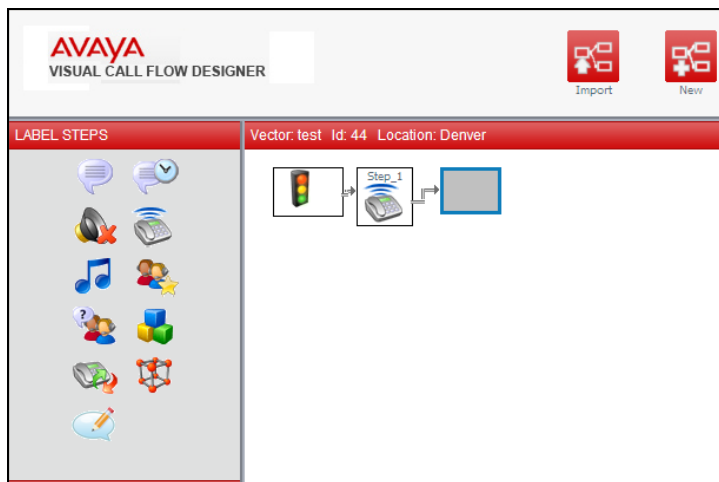 AVAYA
VISUAL CALL FLOW DESIGNER
Import
New
LABEL STEPS
Vector: test Id: 44 Location: Denver
Step_1
?